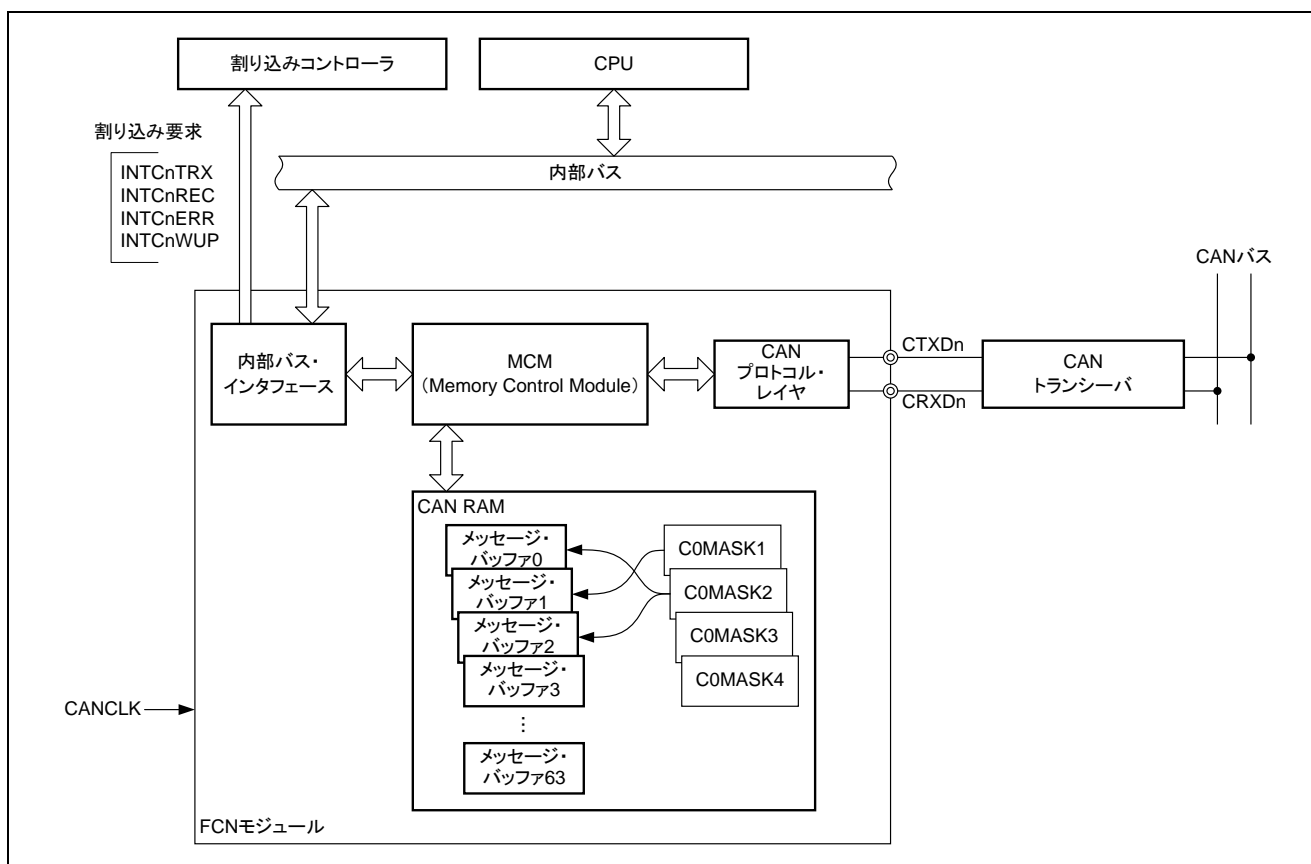 割り込みコントローラ
CPU
割り込み要求
INTCnTRX
INTCnREC
INTCnERR
INTCnWUP
内部バス
CANバス
内部バス・
インタフェース
MCM
(Memory Control Module)
CAN
プロトコル・
レイヤ
CTXDn
CRXDn
CAN
トランシーバ
CAN RAM
メッセージ・
バッファ0
メッセージ・
バッファ1
メッセージ・
バッファ2
メッセージ・
バッファ3
⋮
メッセージ・
バッファ63
C0MASK1
C0MASK2
C0MASK3
C0MASK4
CANCLK
FCNモジュール